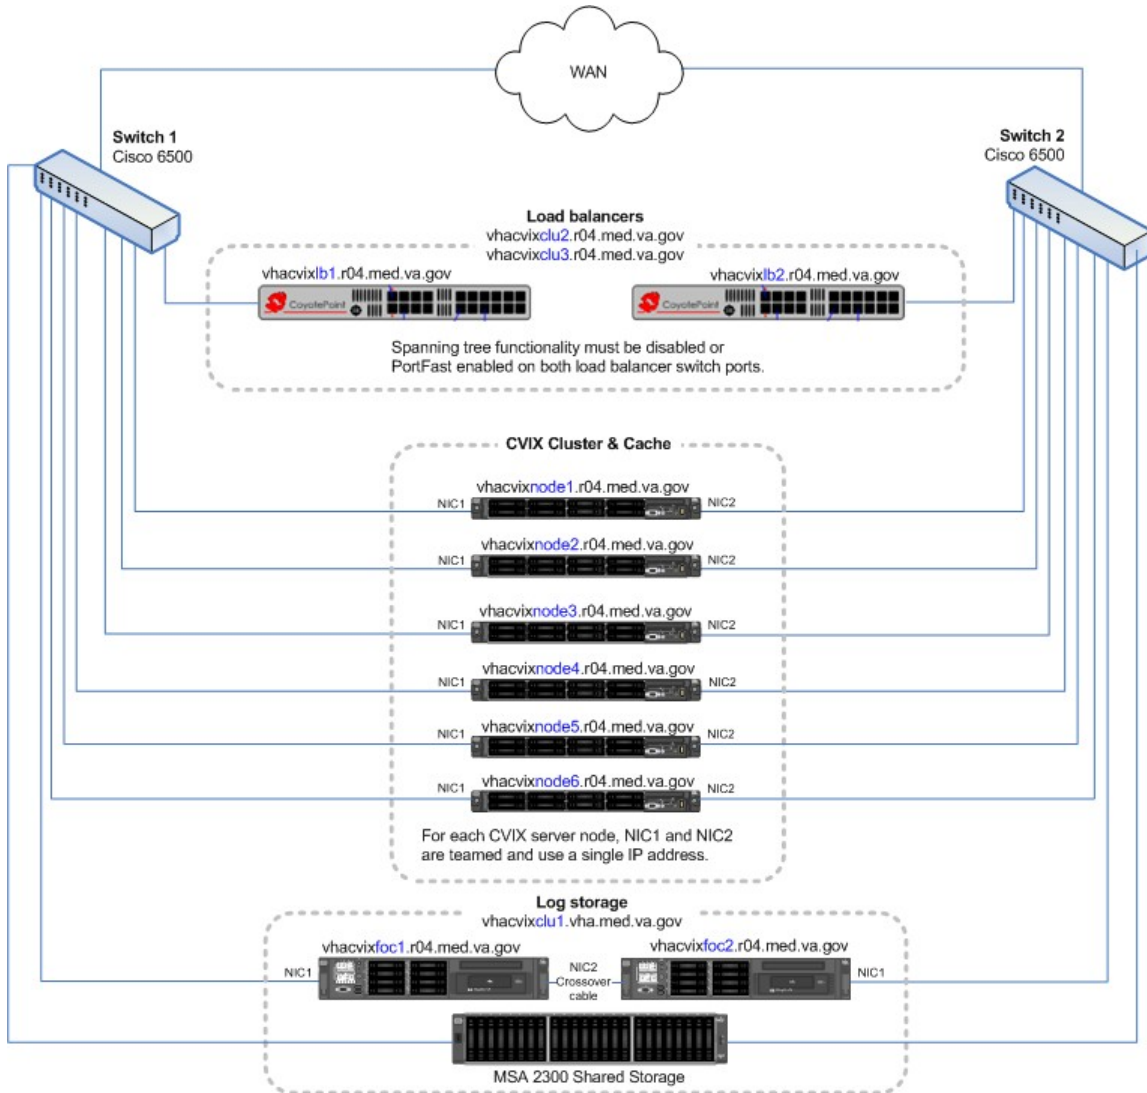 WAN
Switch 1
Cisco 6500
Switch 2
Cisco 6500
Load balancers
vhacvixclu2.r04.med.va.gov
vhacvixclu3.r04.med.va.gov
vhacvixlb1.r04.med.va.gov
vhacvixlb2.r04.med.va.gov
CoyotePoint
CoyotePoint
Spanning tree functionality must be disabled or
PortFast enabled on both load balancer switch ports.
CVIX Cluster & Cache
vhacvixnode1.r04.med.va.gov
NIC1
NIC2
vhacvixnode2.r04.med.va.gov
NIC1
NIC2
vhacvixnode3.r04.med.va.gov
NIC1
NIC2
vhacvixnode4.r04.med.va.gov
NIC1
NIC2
vhacvixnode5.r04.med.va.gov
NIC1
NIC2
vhacvixnode6.r04.med.va.gov
NIC1
NIC2
For each CVIX server node, NIC1 and NIC2
are teamed and use a single IP address.
Log storage
vhacvixclu1.vha.med.va.gov
vhacvixfoc1.r04.med.va.gov
vhacvixfoc2.r04.med.va.gov
NIC1
NIC2
Crossover
cable
NIC1
MSA 2300 Shared Storage